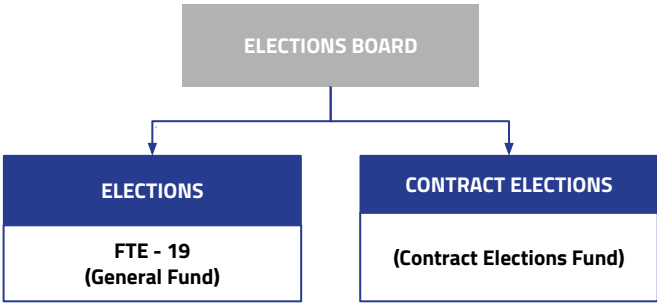 ELECTIONS BOARD
ELECTIONS
FTE - 19
(General Fund)
CONTRACT ELECTIONS
(Contract Elections Fund)